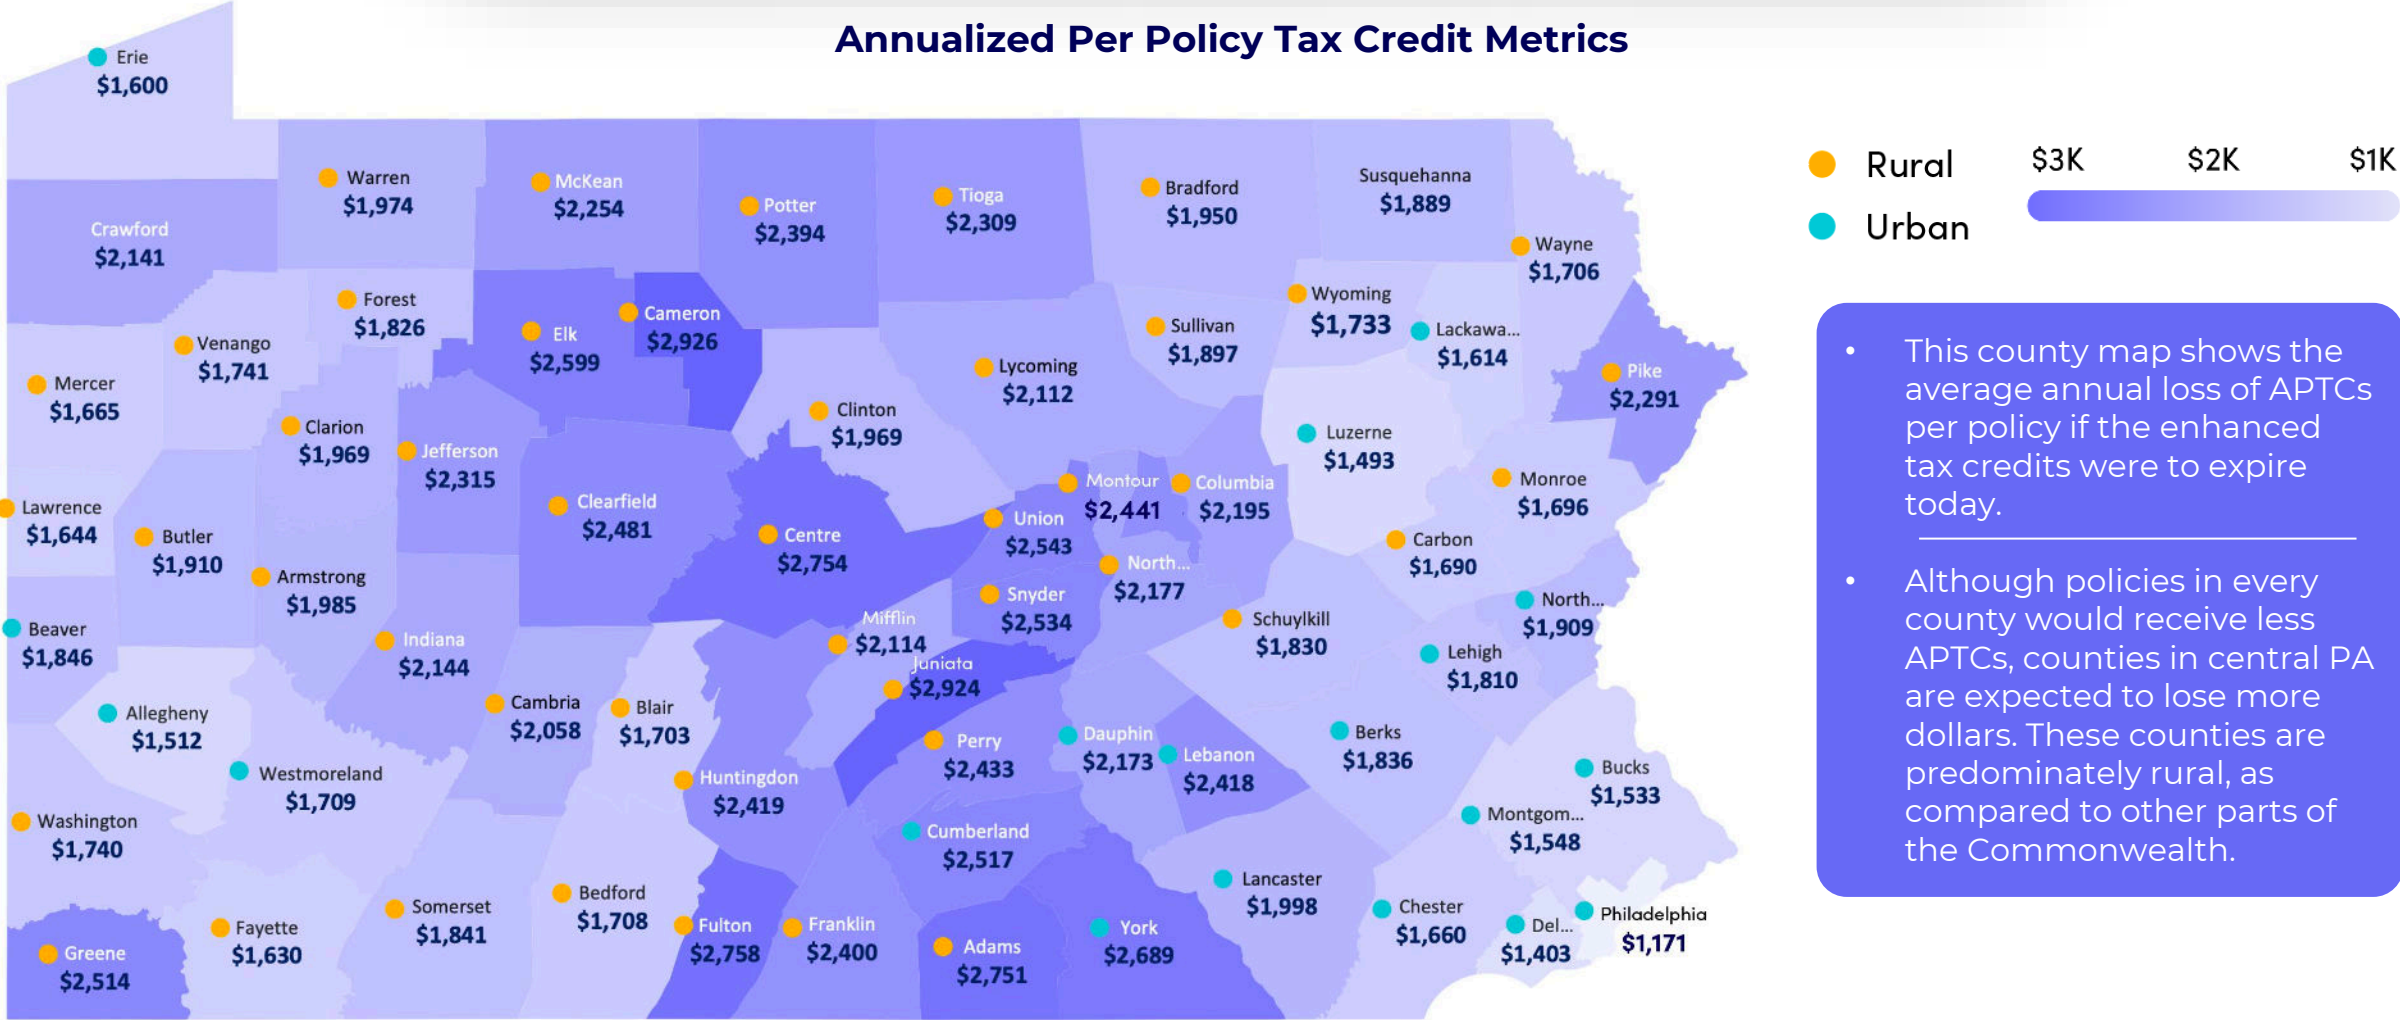 Annualized Per Policy Tax Credit Metrics
Erie
$1,600
Warren
$1,974
McKean
$2,254
Potter
$2,394
Tioga
$2,309
Bradford
$1,950
Susquehanna
$1,889
Wayne
$1,706
Crawford
$2,141
Forest
$1,826
Venango
$1,741
Mercer
$1,665
Elk
$2,599
Cameron
$2,926
Clinton
$1,969
Lycoming
$2,112
Sullivan
$1,897
Wyoming
$1,733
Lackawa...
$1,614
Pike
$2,291
Clarion
$1,969
Jefferson
$2,315
Luzerne
$1,493
Monroe
$1,696
Lawrence
$1,644
Butler
$1,910
Armstrong
$1,985
Clearfield
$2,481
Centre
$2,754
Union
$2,543
Montour
$2,441
Columbia
$2,195
North...
$2,177
Carbon
$1,690
North...
$1,909
Snyder
$2,534
Mifflin
$2,114
Juniata
$2,924
Schuylkill
$1,830
Lehigh
$1,810
Beaver
$1,846
Indiana
$2,144
Allegheny
$1,512
Westmoreland
$1,709
Cambria
$2,058
Blair
$1,703
Huntingdon
$2,419
Perry
$2,433
Dauphin
$2,173
Lebanon
$2,418
Berks
$1,836
Bucks
$1,533
Montgom...
$1,548
Washington
$1,740
Cumberland
$2,517
Lancaster
$1,998
Chester
$1,660
Del...
$1,403
Philadelphia
$1,171
Greene
$2,514
Fayette
$1,630
Somerset
$1,841
Bedford
$1,708
Fulton
$2,758
Franklin
$2,400
Adams
$2,751
York
$2,689
Rural
Urban
$3K $2K $1K
• This county map shows the
average annual loss of APTCs
per policy if the enhanced
tax credits were to expire
today.
• Although policies in every
county would receive less
APTCs, counties in central PA
are expected to lose more
dollars. These counties are
predominately rural, as
compared to other parts of
the Commonwealth.